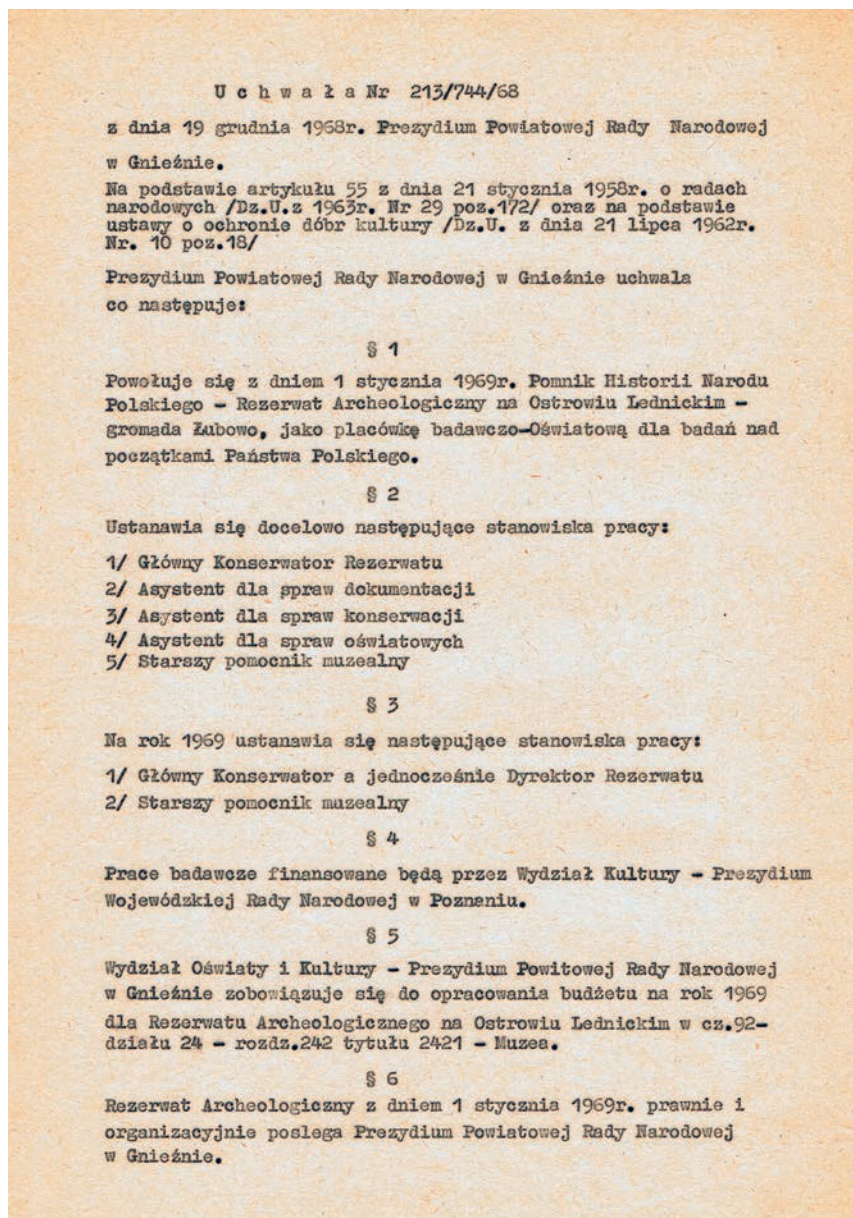 U c h w a ł a Nr 213/744/68
z dnia 19 grudnia 1968r. Prezydium Powiatowej Rady Narodowej
w Gnieźnie.
Na podstawie artykułu 55 z dnia 21 stycznia 1958r. o radach
narodowych /Dz.U.z 1963r. Nr 29 poz.172/ oraz na podstawie
ustawy o ochronie dóbr kultury /Dz.U. z dnia 21 lipca 1962r.
Nr. 10 poz.18/
Prezydium Powiatowej Rady Narodowej w Gnieźnie uchwala
co następuje:
§ 1
Powołuje się z dniem 1 stycznia 1969r. Pomnik Historii Narodu
Polskiego - Rezerwat Archeologiczny na Ostrowiu Lednickim -
gromada Łubowo, jako placówkę badawczo-Oświatową dla badań nad
początkami Państwa Polskiego.
§ 2
Ustanawia się docelowo następujące stanowiska pracy:
1/ Główny Konserwator Rezerwatu
2/ Asystent dla spraw dokumentacji
3/ Asystent dla spraw konserwacji
4/ Asystent dla spraw oświatowych
5/ Starszy pomocnik muzealny
§ 3
Na rok 1969 ustanawia się następujące stanowiska pracy:
1/ Główny Konserwator a jednocześnie Dyrektor Rezerwatu
2/ Starszy pomocnik muzealny
§ 4
Prace badawcze finansowane będą przez Wydział Kultury - Prezydium
Wojewódzkiej Rady Narodowej w Poznaniu.
§ 5
Wydział Oświaty i Kultury - Prezydium Powitowej Rady Narodowej
w Gnieźnie zobowiązuje się do opracowania budżetu na rok 1969
dla Rezerwatu Archeologicznego na Ostrowiu Lednickim w cz.92-
działu 24 - rozdz.242 tytułu 2421 - Muzea.
§ 6
Rezerwat Archeologiczny z dniem 1 stycznia 1969r. prawnie i
organizacyjnie poslega Prezydium Powiatowej Rady Narodowej
w Gnieźnie.